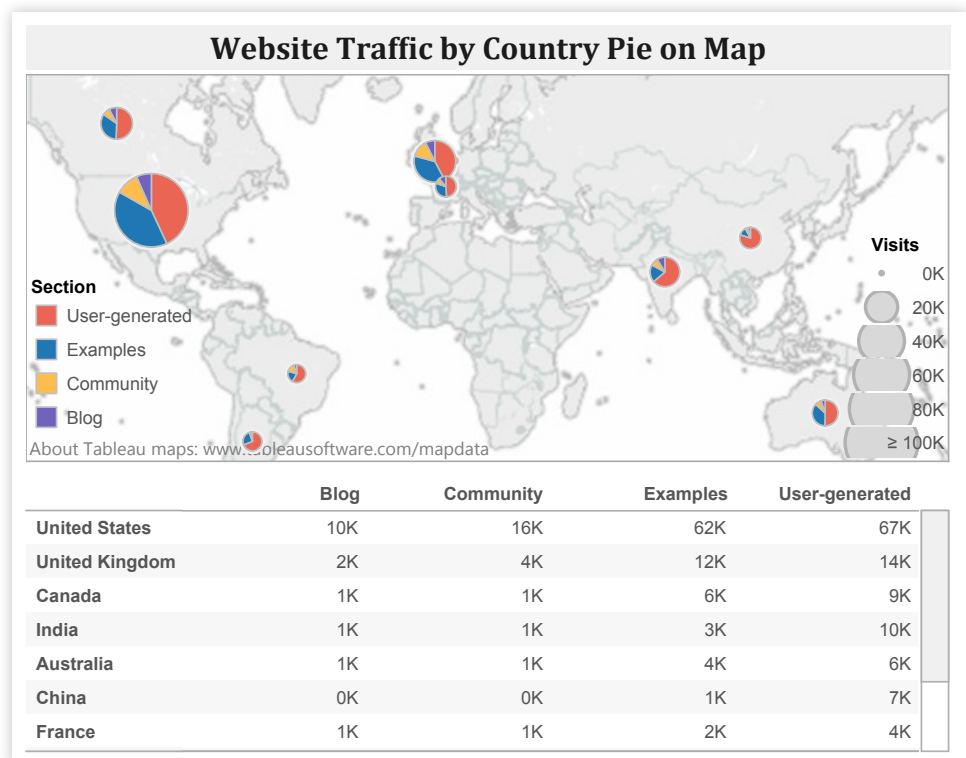 Website Traffic by Country Pie on Map
Visits
0K
20K
40K
60K
80K
≥ 100K
Section
User-generated
Examples
Community
Blog
About Tableau maps: www.tableausoftware.com/mapdata
Blog Community Examples User-generated
United States 10K 16K 62K 67K
United Kingdom 2K 4K 12K 14K
Canada 1K 1K 6K 9K
India 1K 1K 3K 10K
Australia 1K 1K 4K 6K
China 0K 0K 1K 7K
France 1K 1K 2K 4K